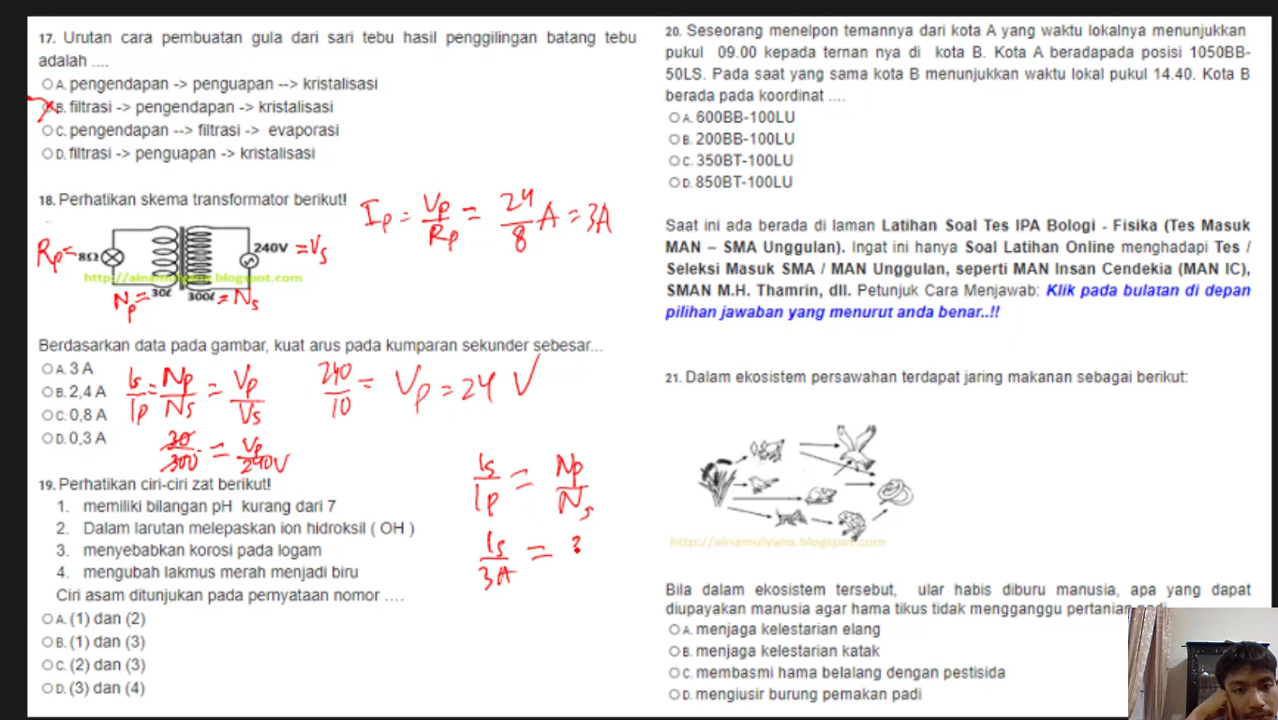 17. Urutan cara pembuatan gula dari sari tebu hasil penggilingan batang tebu
adalah ....
A. pengendapan -> penguapan --> kristalisasi
B. filtrasi -> pengendapan -> kristalisasi
C. pengendapan --> filtrasi -> evaporasi
D. filtrasi -> penguapan -> kristalisasi
18. Perhatikan skema transformator berikut!
Ip = Vp/Rp = 24/8 A = 3A
Rp = 8Ω
240V = Vs
http://ainamulyana.blogspot.com
Np = 30ℓ 300ℓ = Ns
Berdasarkan data pada gambar, kuat arus pada kumparan sekunder sebesar...
A. 3 A
B. 2,4 A
C. 0,8 A
D. 0,3 A
Is/Ip = Np/Ns = Vp/Vs
240/10 = Vp = 24 V
30/300 = Vp/240V
Is/Ip = Np/Ns
Is/3A =
19. Perhatikan ciri-ciri zat berikut!
1. memiliki bilangan pH kurang dari 7
2. Dalam larutan melepaskan ion hidroksil ( OH )
3. menyebabkan korosi pada logam
4. mengubah lakmus merah menjadi biru
Ciri asam ditunjukan pada pernyataan nomor ....
A. (1) dan (2)
B. (1) dan (3)
C. (2) dan (3)
D. (3) dan (4)
20. Seseorang menelpon temannya dari kota A yang waktu lokalnya menunjukkan
pukul 09.00 kepada ternan nya di kota B. Kota A beradapada posisi 1050BB-
50LS. Pada saat yang sama kota B menunjukkan waktu lokal pukul 14.40. Kota B
berada pada koordinat ....
A. 600BB-100LU
B. 200BB-100LU
C. 350BT-100LU
D. 850BT-100LU
Saat ini ada berada di laman Latihan Soal Tes IPA Bologi - Fisika (Tes Masuk
MAN – SMA Unggulan). Ingat ini hanya Soal Latihan Online menghadapi Tes /
Seleksi Masuk SMA / MAN Unggulan, seperti MAN Insan Cendekia (MAN IC),
SMAN M.H. Thamrin, dll. Petunjuk Cara Menjawab: Klik pada bulatan di depan
pilihan jawaban yang menurut anda benar..!!
21. Dalam ekosistem persawahan terdapat jaring makanan sebagai berikut:
http://ainamulyana.blogspot.com
Bila dalam ekosistem tersebut, ular habis diburu manusia, apa yang dapat
diupayakan manusia agar hama tikus tidak mengganggu pertanian padi
A. menjaga kelestarian elang
B. menjaga kelestarian katak
C. membasmi hama belalang dengan pestisida
D. mengiusir burung pemakan padi